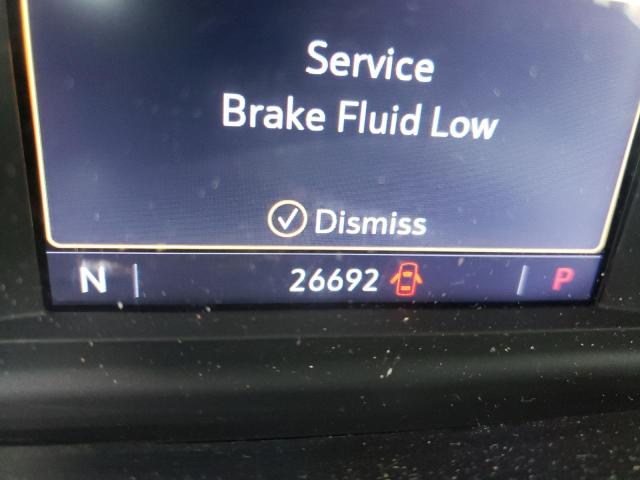 Service
Brake Fluid Low
Dismiss
N 26692 P